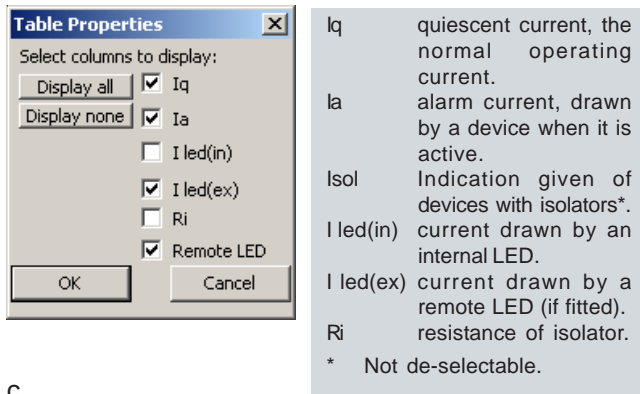 Table Properties
Select columns to display:
Display all
Display none
Iq
Ia
I led(in)
I led(ex)
Ri
Remote LED
OK
Cancel
Iq quiescent current, the
normal operating
current.
Ia alarm current, drawn
by a device when it is
active.
Isol Indication given of
devices with isolators*.
I led(in) current drawn by an
internal LED.
I led(ex) current drawn by a
remote LED (if fitted).
Ri resistance of isolator.
* Not de-selectable.